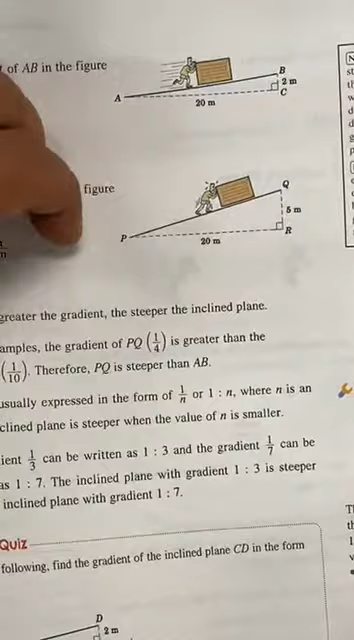 of AB in the figure
A
B
2 m
C
20 m
figure
P
Q
5 m
R
20 m
greater the gradient, the steeper the inclined plane.
amples, the gradient of PQ (1/4) is greater than the
(1/10). Therefore, PQ is steeper than AB.
usually expressed in the form of 1/n or 1 : n, where n is an
clined plane is steeper when the value of n is smaller.
ient 1/3 can be written as 1 : 3 and the gradient 1/7 can be
as 1 : 7. The inclined plane with gradient 1 : 3 is steeper
inclined plane with gradient 1 : 7.
Quiz
following, find the gradient of the inclined plane CD in the form
D
2 m